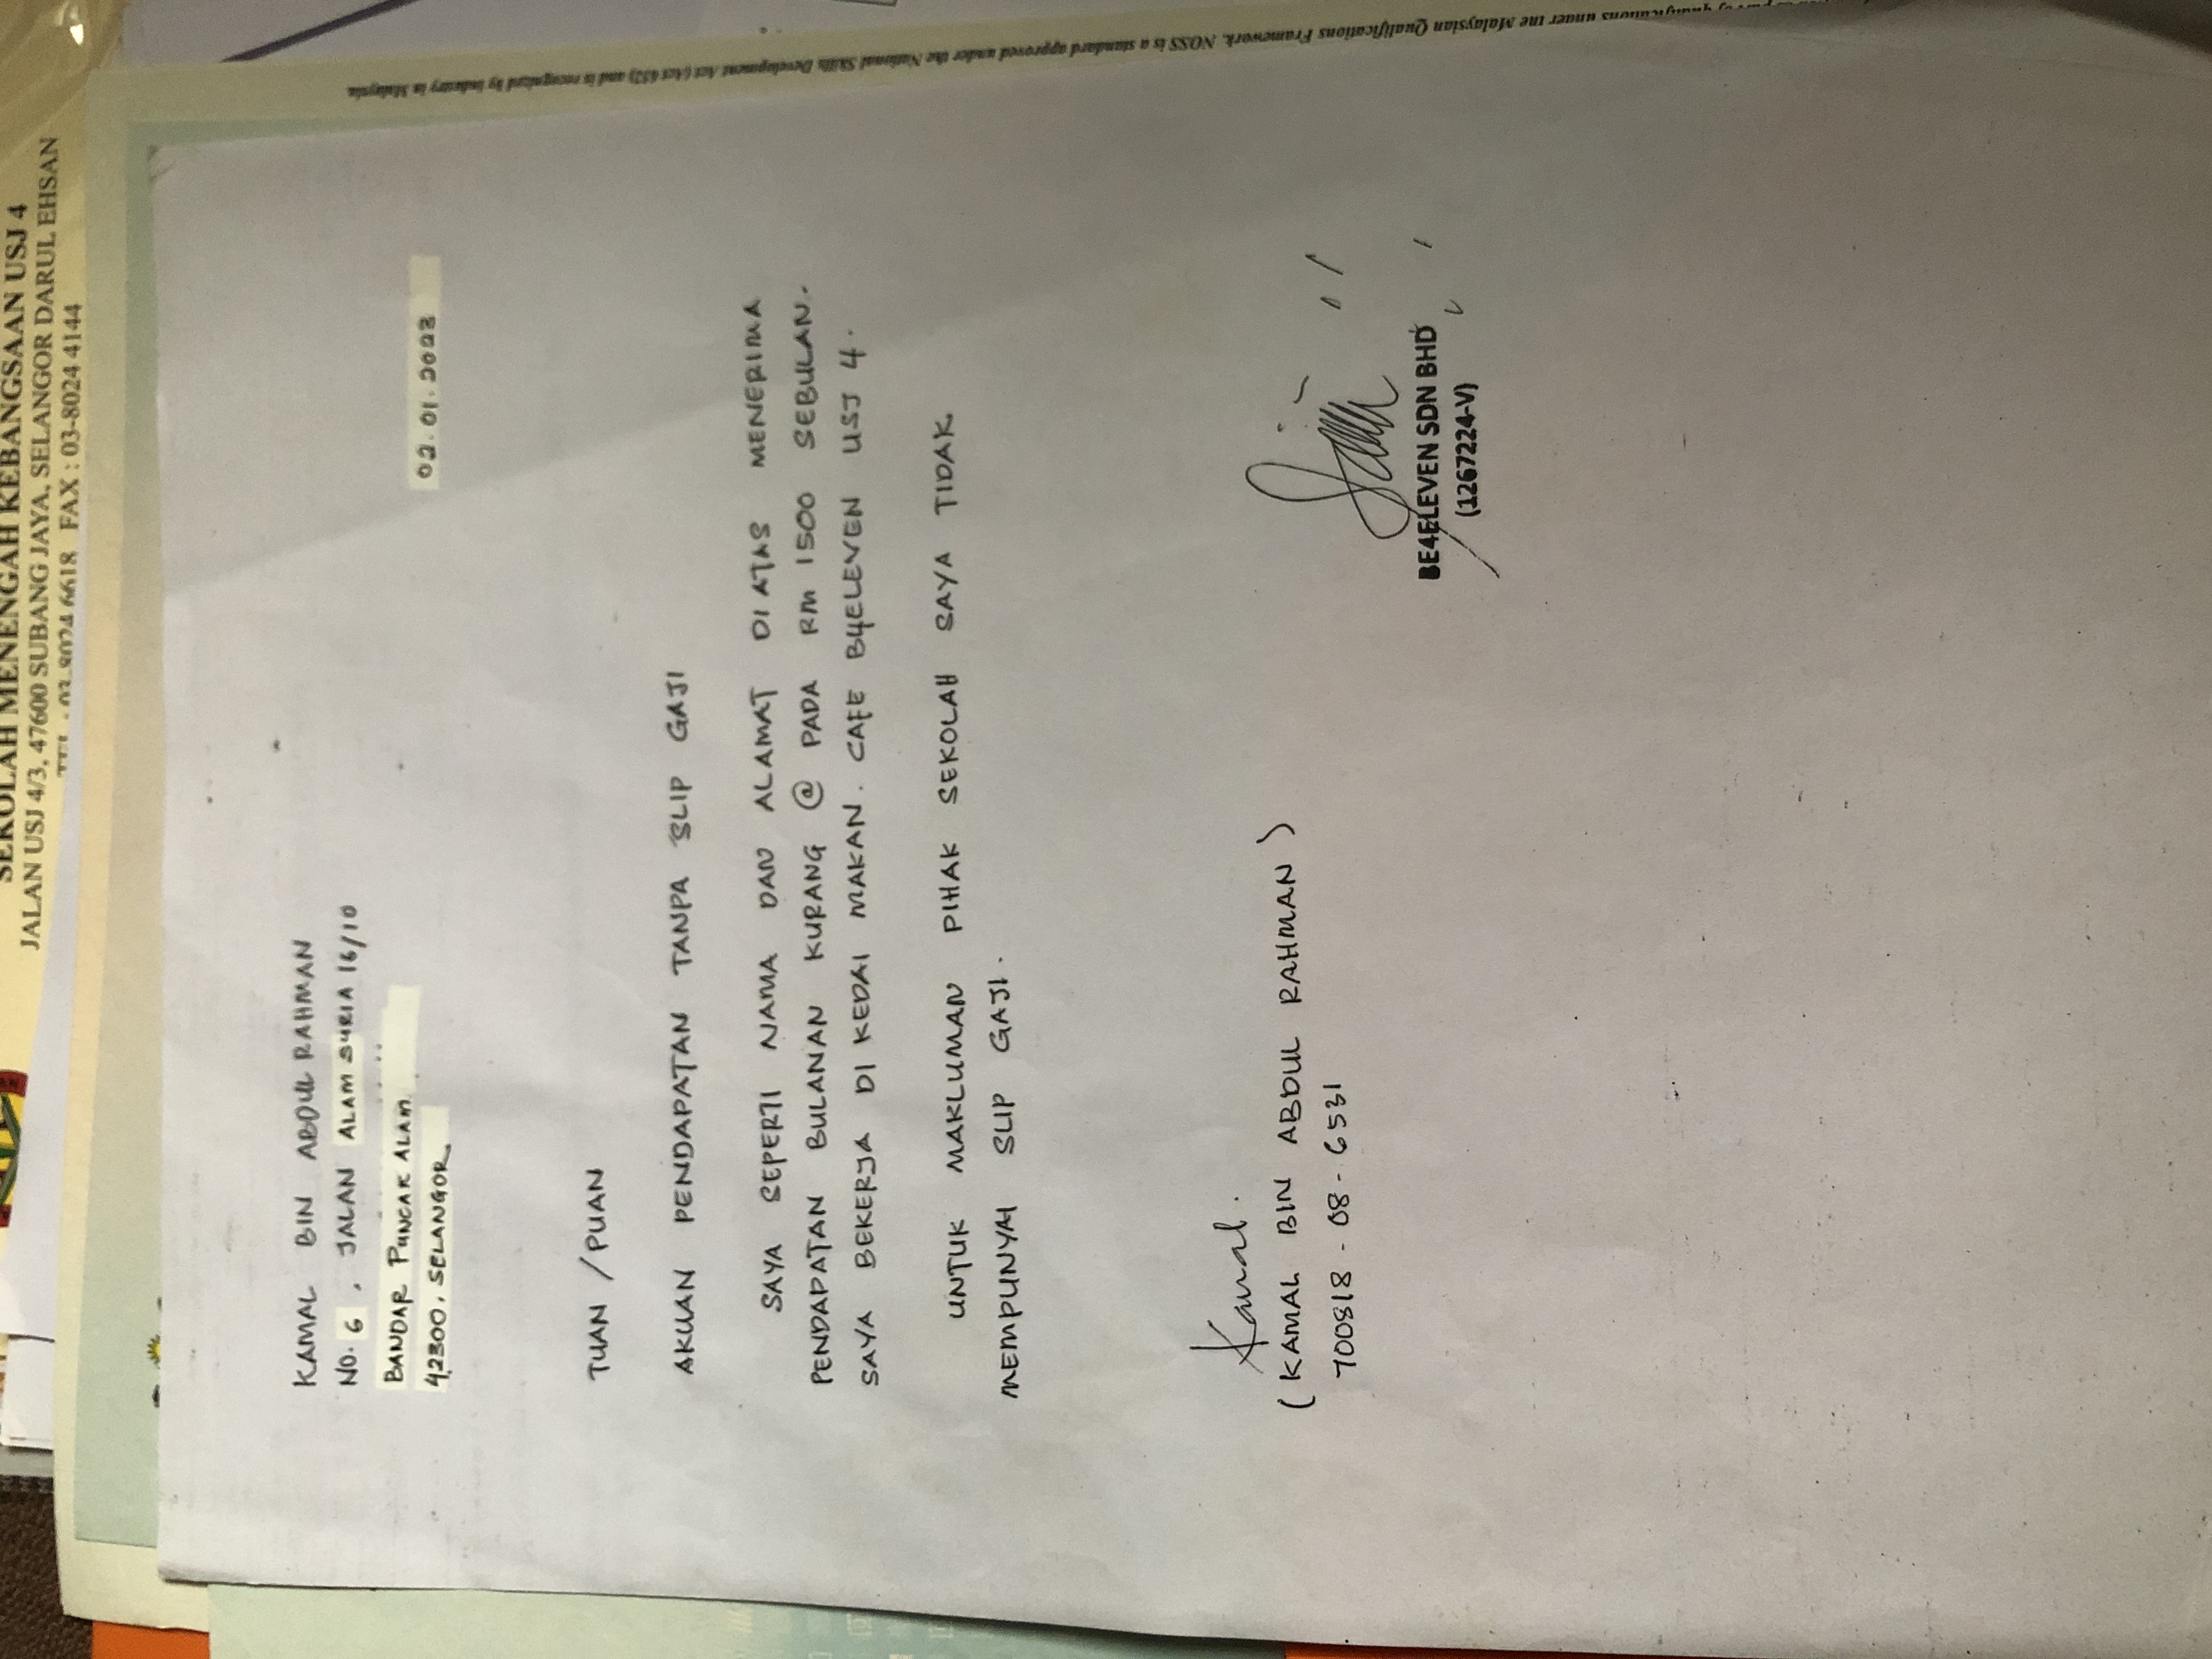 SEKOLAH MENENGAH KEBANGSAAN USJ 4
JALAN USJ 4/3, 47600 SUBANG JAYA, SELANGOR DARUL EHSAN
TEL : 03-8024 6618 FAX : 03-8024 4144
KAMAL BIN ABDUL RAHMAN
NO. 6 , JALAN ALAM SURIA 16/10
BANDAR PUNCAK ALAM
42300, SELANGOR
02.01.2023
TUAN / PUAN
AKUAN PENDAPATAN TANPA SLIP GAJI
SAYA SEPERTI NAMA DAN ALAMAT DI ATAS MENERIMA
PENDAPATAN BULANAN KURANG @ PADA RM 1500 SEBULAN.
SAYA BEKERJA DI KEDAI MAKAN. CAFE B4ELEVEN USJ 4.
UNTUK MAKLUMAN PIHAK SEKOLAH SAYA TIDAK
MEMPUNYAI SLIP GAJI.
Kamal.
(KAMAL BIN ABDUL RAHMAN)
700818-08-6531
BE4ELEVEN SDN BHD
(1267224-V)
qualifications under the Malaysian Qualifications Framework. NOSS is a standard approved under the National Skills Development Act (Act 652) and is recognized by industry in Malaysia.